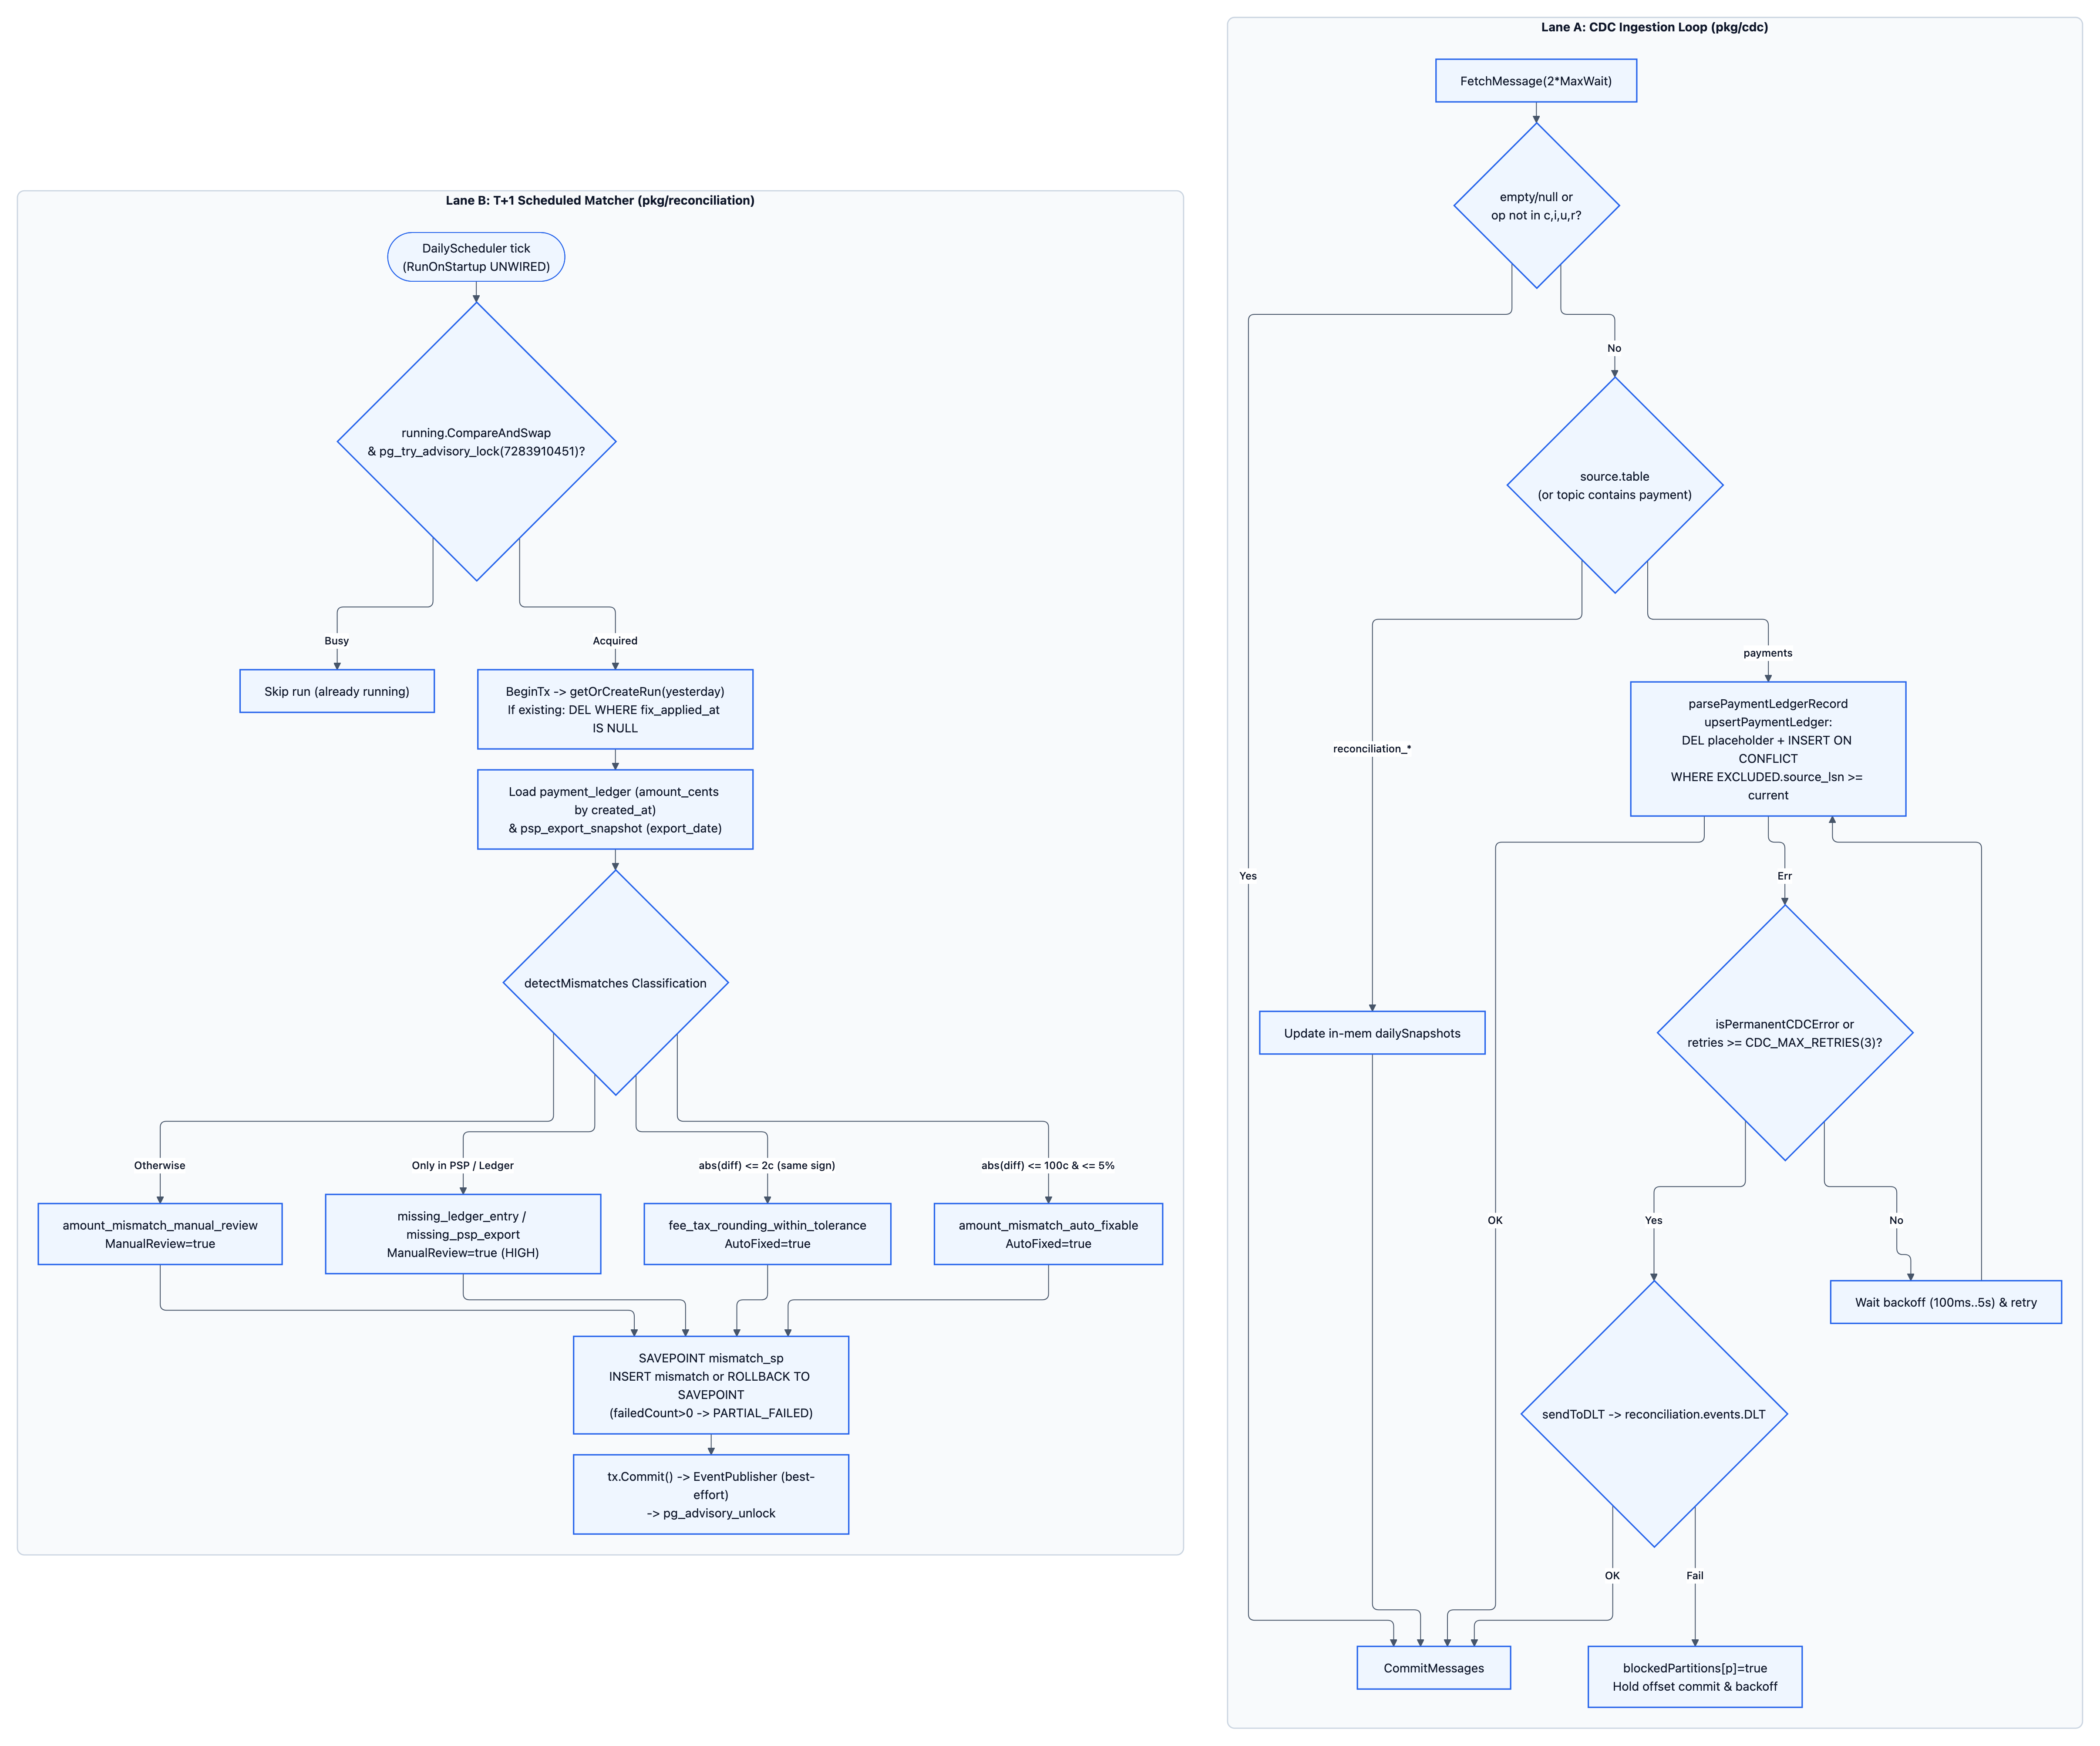 Lane B: T+1 Scheduled Matcher (pkg/reconciliation)
DailyScheduler tick
(RunOnStartup UNWIRED)
running.CompareAndSwap
& pg_try_advisory_lock(7283910451)?
Busy
Acquired
Skip run (already running)
BeginTx -> getOrCreateRun(yesterday)
If existing: DEL WHERE fix_applied_at
IS NULL
Load payment_ledger (amount_cents
by created_at)
& psp_export_snapshot (export_date)
detectMismatches Classification
Otherwise
Only in PSP / Ledger
abs(diff) <= 2c (same sign)
abs(diff) <= 100c & <= 5%
amount_mismatch_manual_review
ManualReview=true
missing_ledger_entry /
missing_psp_export
ManualReview=true (HIGH)
fee_tax_rounding_within_tolerance
AutoFixed=true
amount_mismatch_auto_fixable
AutoFixed=true
SAVEPOINT mismatch_sp
INSERT mismatch or ROLLBACK TO
SAVEPOINT
(failedCount>0 -> PARTIAL_FAILED)
tx.Commit() -> EventPublisher (best-
effort)
-> pg_advisory_unlock
Lane A: CDC Ingestion Loop (pkg/cdc)
FetchMessage(2*MaxWait)
empty/null or
op not in c,i,u,r?
No
source.table
(or topic contains payment)
payments
reconciliation_*
parsePaymentLedgerRecord
upsertPaymentLedger:
DEL placeholder + INSERT ON
CONFLICT
WHERE EXCLUDED.source_lsn >=
current
Yes
Err
Update in-mem dailySnapshots
isPermanentCDCError or
retries >= CDC_MAX_RETRIES(3)?
OK
Yes
No
Wait backoff (100ms..5s) & retry
sendToDLT -> reconciliation.events.DLT
OK
Fail
CommitMessages
blockedPartitions[p]=true
Hold offset commit & backoff